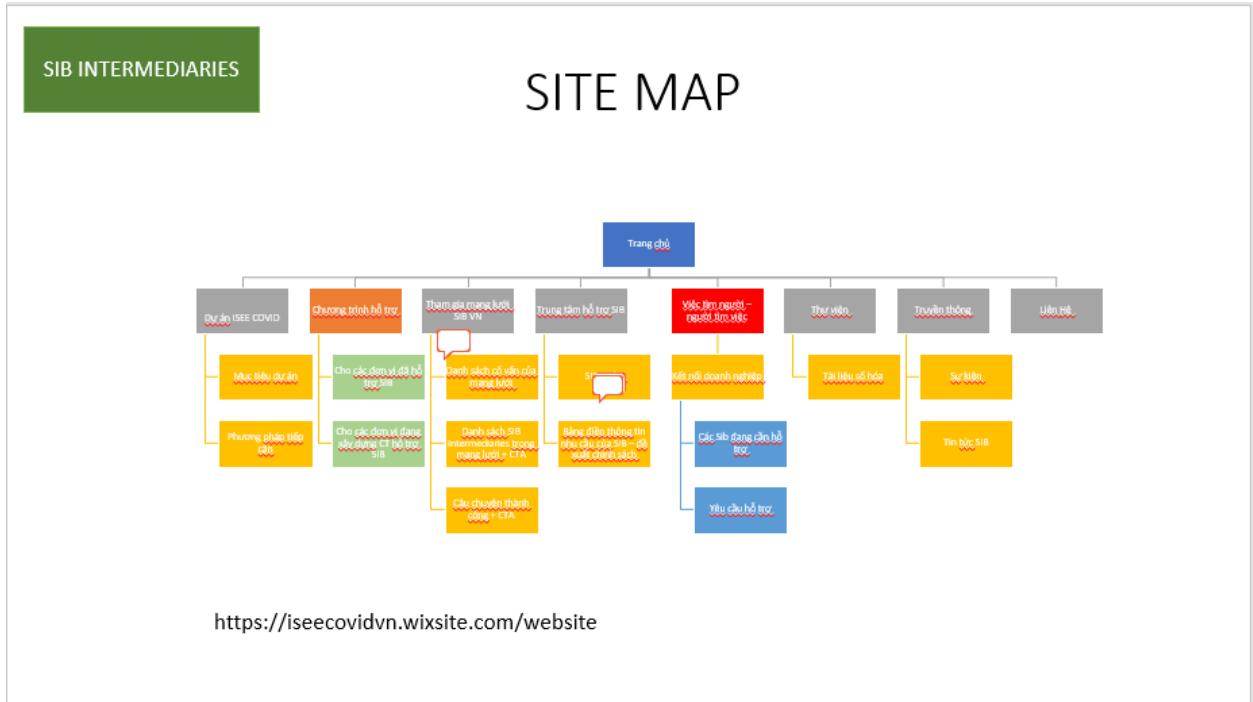 SIB INTERMEDIARIES
SITE MAP
Trang chủ
Dự án ISEE COVID
Chương trình hỗ trợ
Tham gia mạng lưới
SIB VN
Trung tâm hỗ trợ SIB
Việc tìm người –
người tìm việc
Thư viện
Truyền thông
Liên Hệ
Mục tiêu dự án
Phương pháp tiếp
cận
Cho các đơn vị đã hỗ
trợ SIB
Cho các đơn vị đang
xây dựng CT hỗ trợ
SIB
Danh sách cố vấn của
mạng lưới
Danh sách SIB
Intermediaries trong
mạng lưới + CTA
Câu chuyện thành
công + CTA
Bảng điền thông tin
nhu cầu của SIB – đề
xuất chính sách
Kết nối doanh nghiệp
Các Sib đang cần hỗ
trợ
Yêu cầu hỗ trợ
Tài liệu số hóa
Sự kiện
Tin tức SIB
https://iseecovidvn.wixsite.com/website